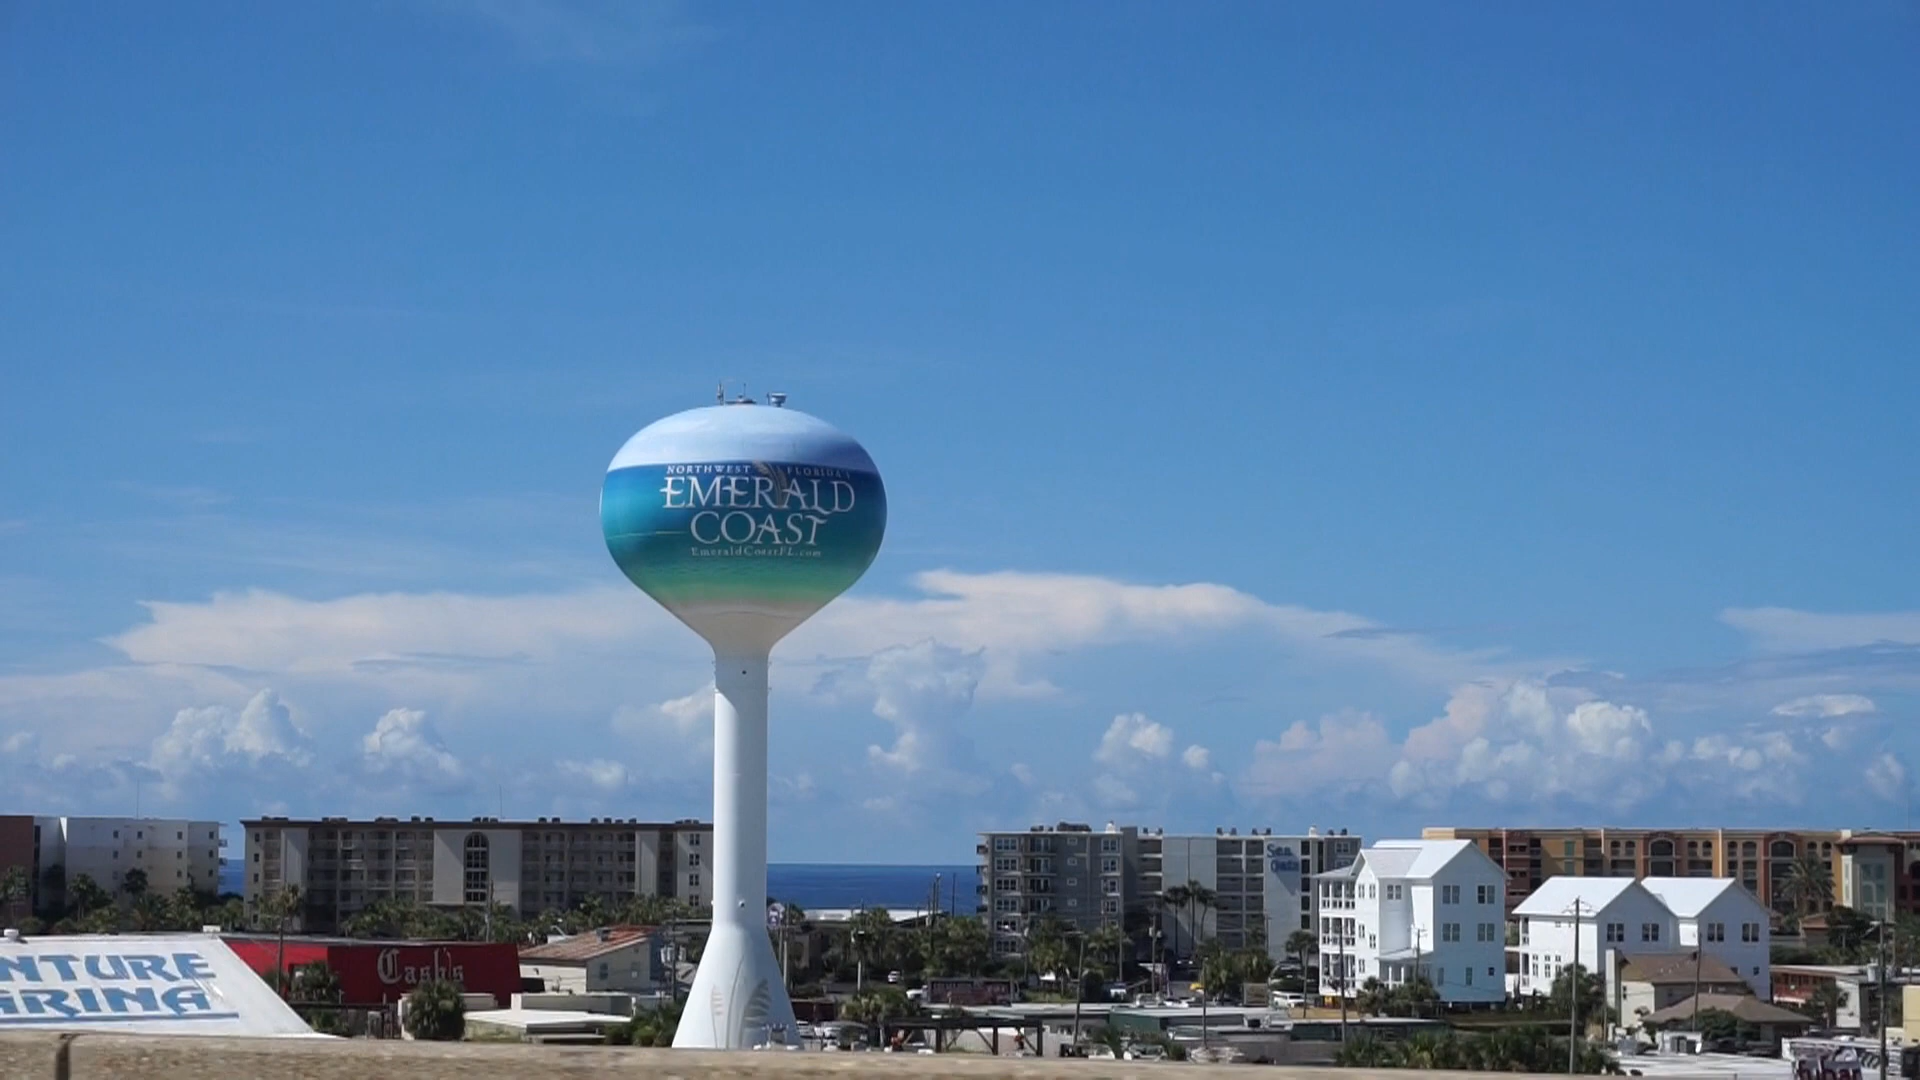 NORTHWEST FLORIDA'S
EMERALD
COAST
EmeraldCoastFL.com
Sea
Oats
Cash's
NTURE
ARINA